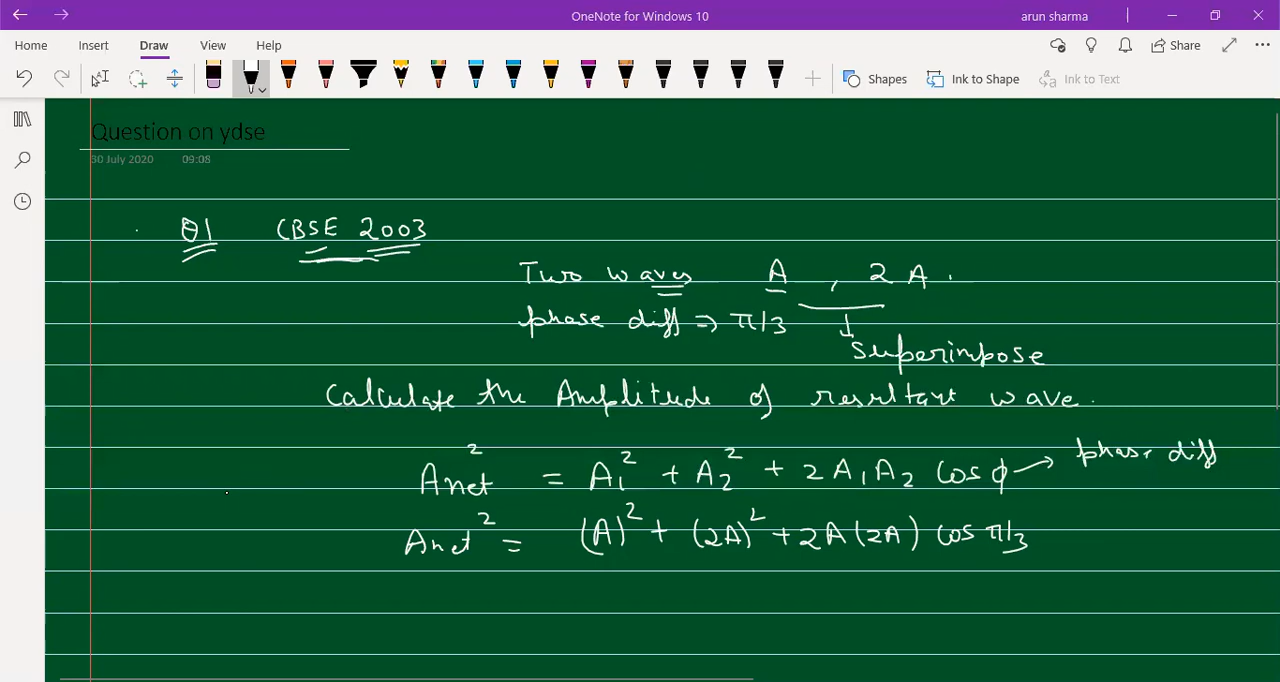 OneNote for Windows 10
arun sharma
Home Insert Draw View Help
Share
Shapes Ink to Shape Ink to Text
Question on ydse
30 July 2020 09:08
Q1 CBSE 2003
Two waves A , 2A.
phase diff ⇒ π/3
Superimpose
Calculate the Amplitude of resultant wave.
Anet² = A₁² + A₂² + 2A₁A₂ cos ϕ → phase diff
Anet² = (A)² + (2A)² + 2A(2A) cos π/3